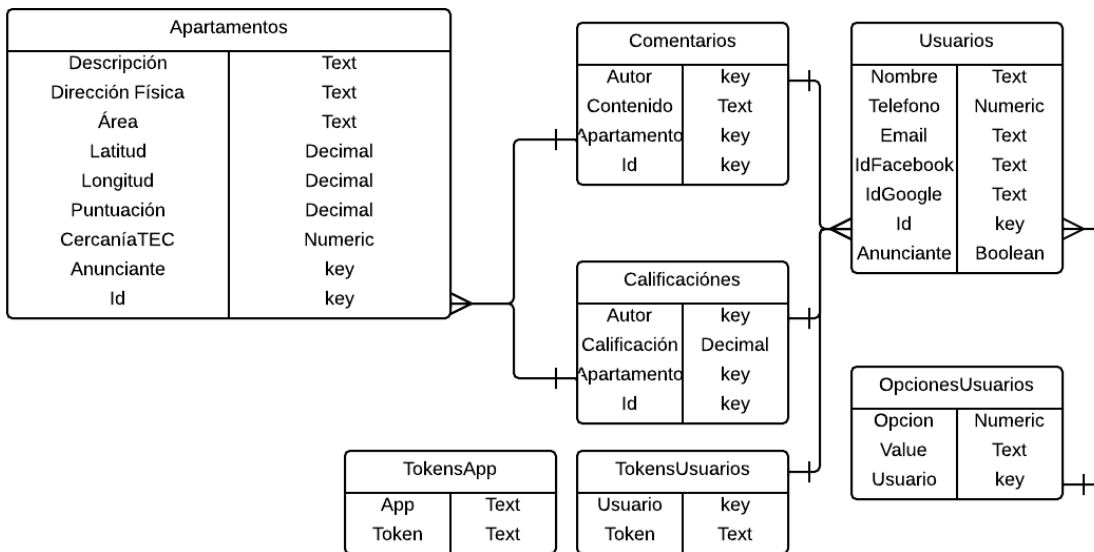 Apartamentos
Descripción Text
Dirección Física Text
Área Text
Latitud Decimal
Longitud Decimal
Puntuación Decimal
CercaníaTEC Numeric
Anunciante key
Id key
Comentarios
Autor key
Contenido Text
Apartamento key
Id key
Usuarios
Nombre Text
Telefono Numeric
Email Text
IdFacebook Text
IdGoogle Text
Id key
Anunciante Boolean
Calificaciónes
Autor key
Calificación Decimal
Apartamento key
Id key
OpcionesUsuarios
Opcion Numeric
Value Text
Usuario key
TokensApp
App Text
Token Text
TokensUsuarios
Usuario key
Token Text